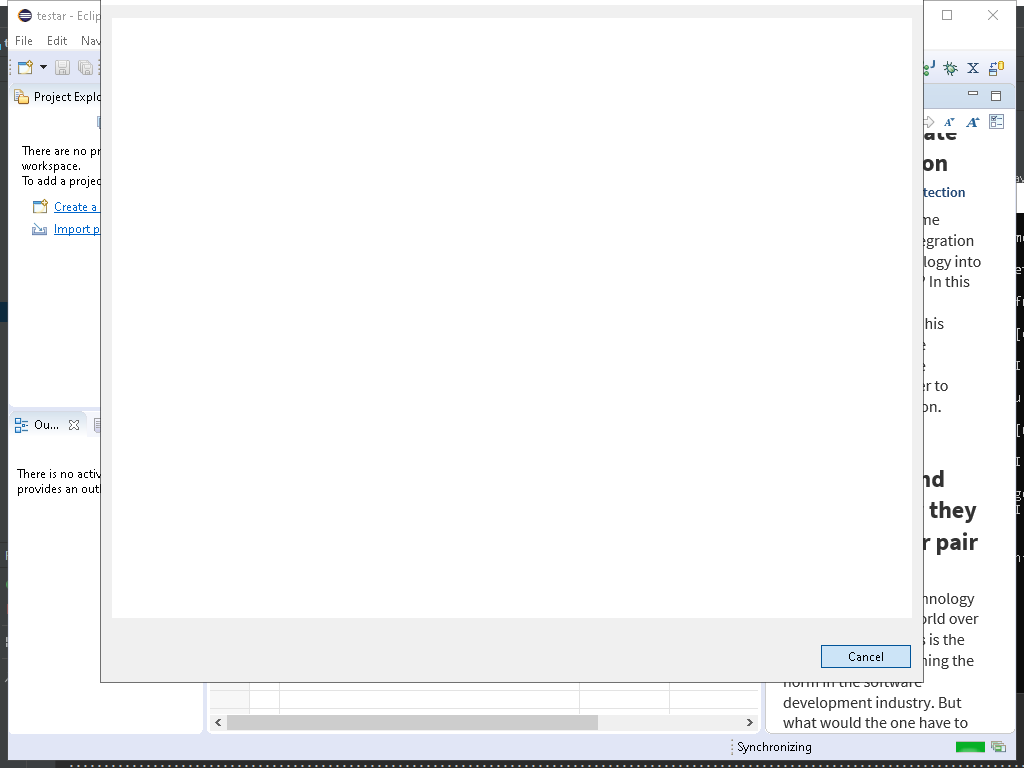 testar - Eclip
File Edit Nav
Project Explo
There are no pr
workspace.
To add a projec
Create a
Import p
Ou...
There is no activ
provides an outl
Cancel
ate
on
tection
me
egration
logy into
? In this
his
e
e
er to
on.
nd
they
r pair
hnology
orld over
s is the
ning the
norm in the software
development industry. But
what would the one have to
Synchronizing